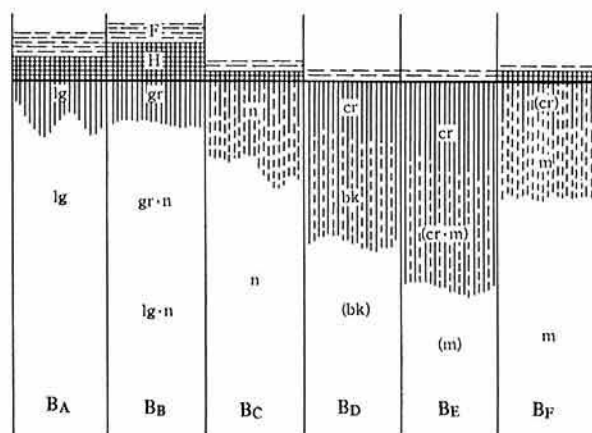 F
H
lg gr n cr cr (cr)
m
lg gr·n bk
(cr·m)
n
lg·n (bk)
(m) m
BA BB BC BD BE BF